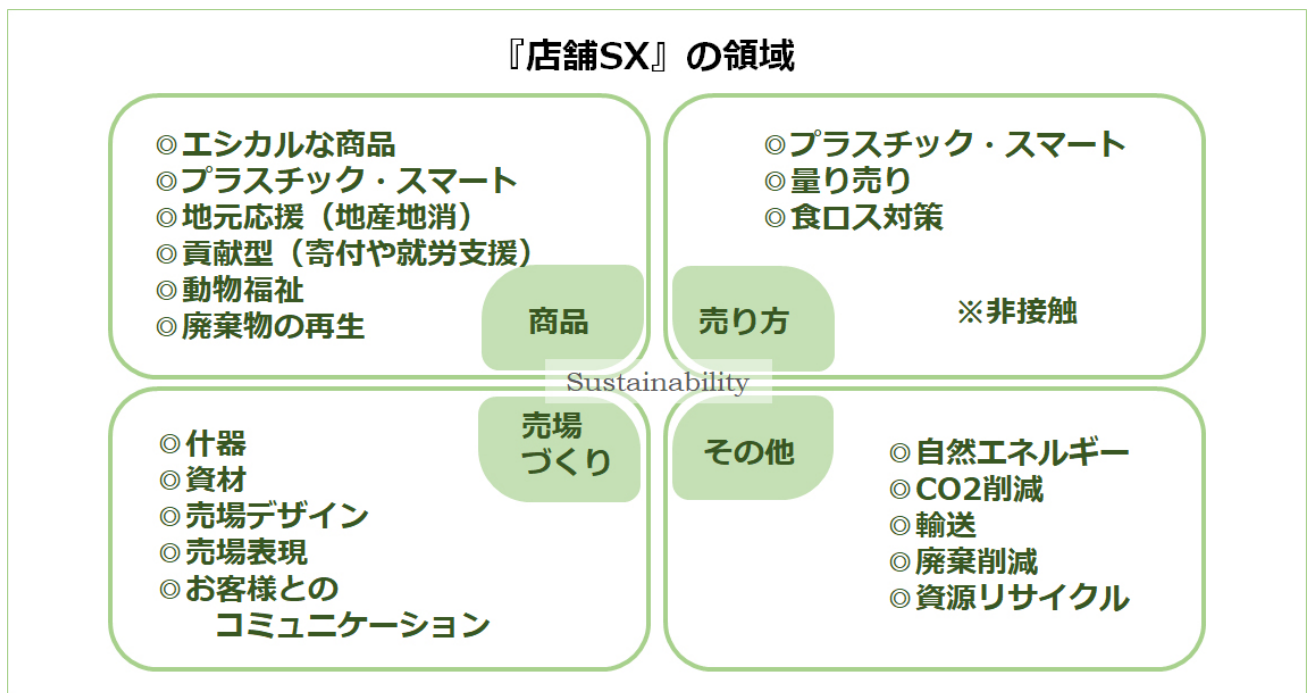 『店舗SX』の領域
◎エシカルな商品
◎プラスチック・スマート
◎地元応援（地産地消）
◎貢献型（寄付や就労支援）
◎動物福祉
◎廃棄物の再生
商品
◎プラスチック・スマート
◎量り売り
◎食ロス対策
※非接触
売り方
Sustainability
売場
づくり
◎什器
◎資材
◎売場デザイン
◎売場表現
◎お客様との
コミュニケーション
その他
◎自然エネルギー
◎CO2削減
◎輸送
◎廃棄削減
◎資源リサイクル